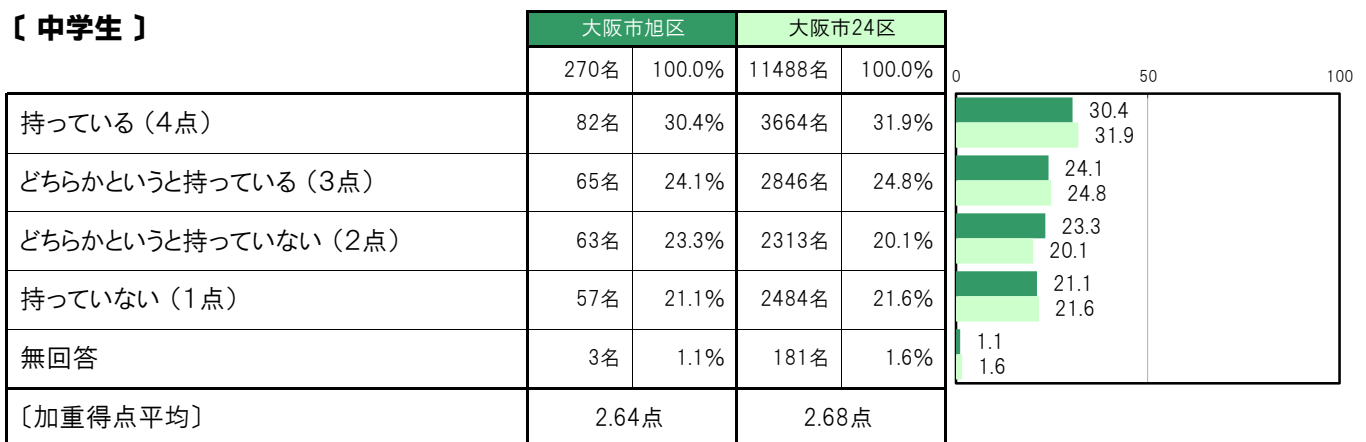 〔 中学生 〕
大阪市旭区 大阪市24区
270名 100.0% 11488名 100.0%
0 50 100
持っている（4点） 82名 30.4% 3664名 31.9% 30.4
31.9
どちらかというと持っている（3点） 65名 24.1% 2846名 24.8% 24.1
24.8
どちらかというと持っていない（2点） 63名 23.3% 2313名 20.1% 23.3
20.1
持っていない（1点） 57名 21.1% 2484名 21.6% 21.1
21.6
無回答 3名 1.1% 181名 1.6% 1.1
1.6
〔加重得点平均〕 2.64点 2.68点